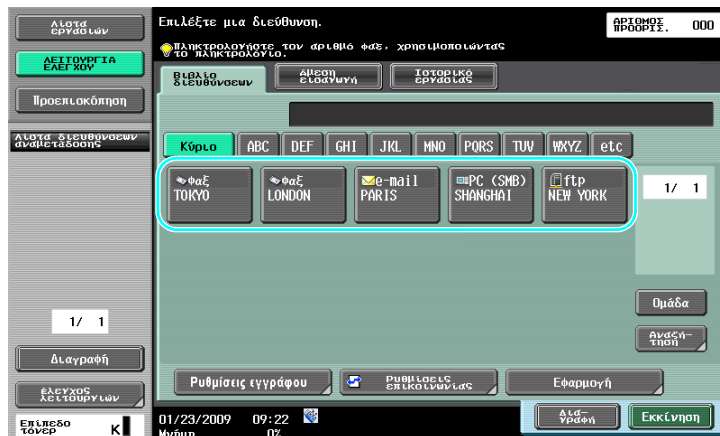 Λίστα
εργασιών
Επιλέξτε μια διεύθυνση.
ΑΡΙΘΜΟΣ
ΠΡΟΟΡΙΣ.
000
Πληκτρολογήστε τον αριθμό φαξ, χρησιμοποιώντας
το πληκτρολόγιο.
ΛΕΙΤΟΥΡΓΙΑ
ΕΛΕΓΧΟΥ
Βιβλίο
διευθύνσεων
Άμεση
εισαγωγή
Ιστορικό
εργασίας
Προεπισκόπηση
Λίστα διευθύνσεων
αναμετάδοσης
Κύριο
ABC
DEF
GHI
JKL
MNO
PQRS
TUV
WXYZ
etc
φαξ
TOKYO
φαξ
LONDON
e-mail
PARIS
PC (SMB)
SHANGHAI
ftp
NEW YORK
1/ 1
Ομάδα
1/ 1
Αναζή-
τηση
Διαγραφή
Ρυθμίσεις εγγράφου
Ρυθμίσεις
επικοινωνίας
Εφαρμογή
έλεγχος
λειτουργιών
Επίπεδο
τόνερ
K
01/23/2009 09:22
Μνήμη 0%
Δια-
γραφή
Εκκίνηση